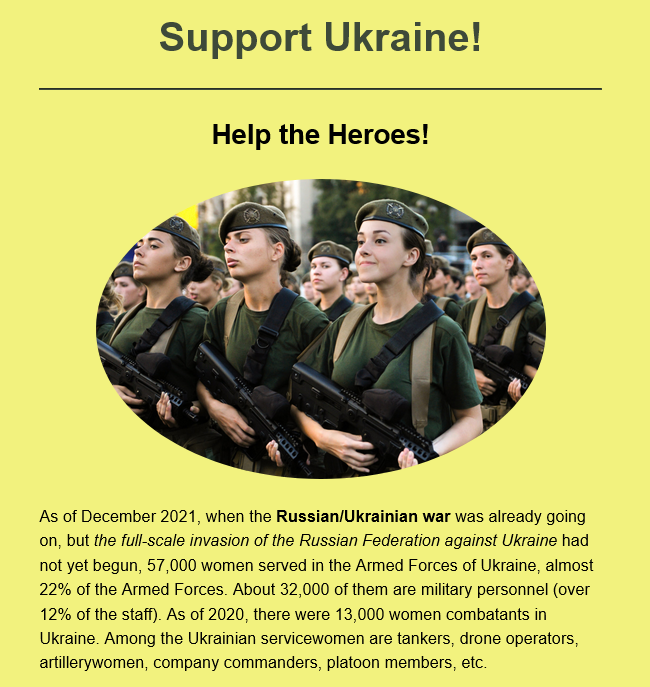 Support Ukraine!
Help the Heroes!
As of December 2021, when the Russian/Ukrainian war was already going
on, but the full-scale invasion of the Russian Federation against Ukraine had
not yet begun, 57,000 women served in the Armed Forces of Ukraine, almost
22% of the Armed Forces. About 32,000 of them are military personnel (over
12% of the staff). As of 2020, there were 13,000 women combatants in
Ukraine. Among the Ukrainian servicewomen are tankers, drone operators,
artillerywomen, company commanders, platoon members, etc.